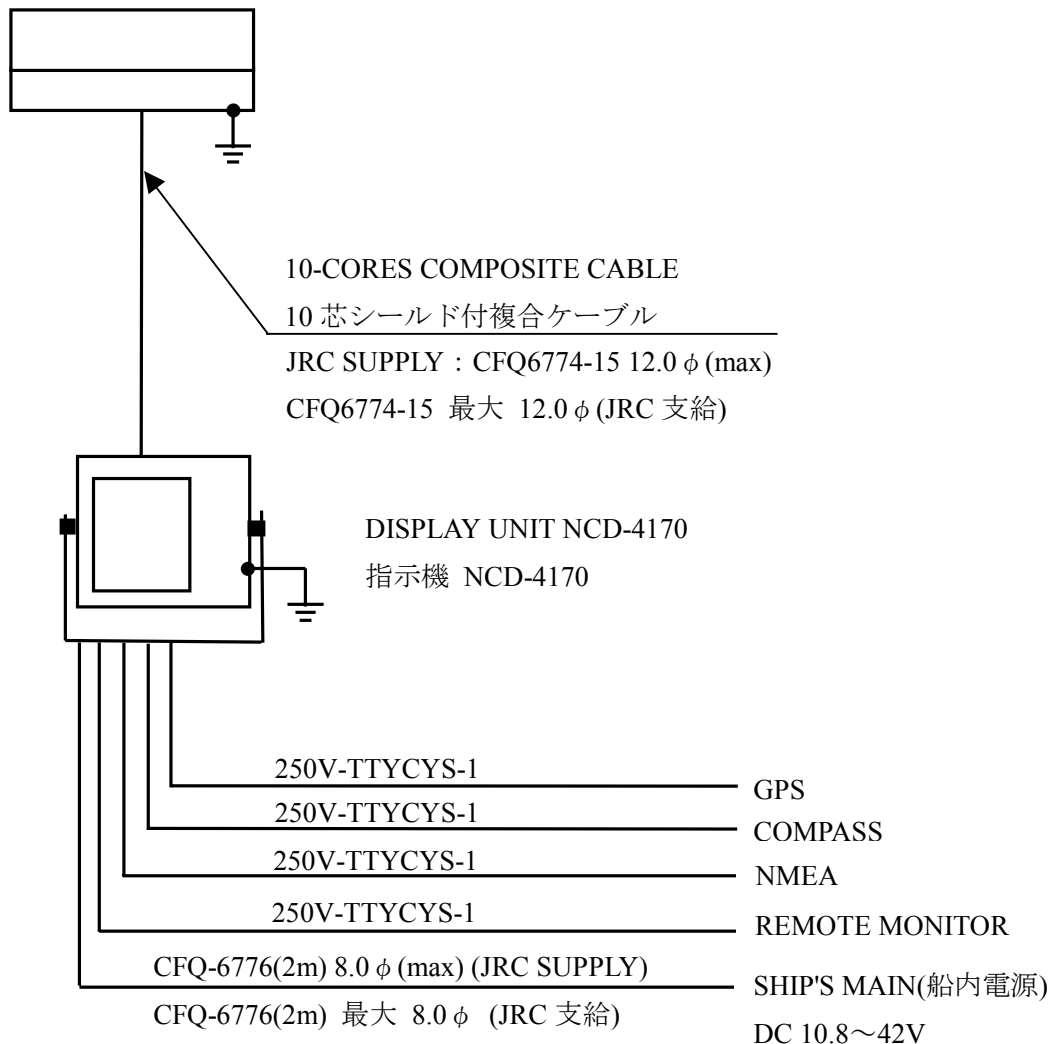 10-CORES COMPOSITE CABLE
10 芯シールド付複合ケーブル
JRC SUPPLY：CFQ6774-15 12.0φ(max)
CFQ6774-15 最大 12.0φ(JRC 支給)
DISPLAY UNIT NCD-4170
指示機 NCD-4170
250V-TTYCYS-1
GPS
250V-TTYCYS-1
COMPASS
250V-TTYCYS-1
NMEA
250V-TTYCYS-1
REMOTE MONITOR
CFQ-6776(2m) 8.0φ(max) (JRC SUPPLY)
SHIP'S MAIN(船内電源)
CFQ-6776(2m) 最大 8.0φ (JRC 支給)
DC 10.8～42V